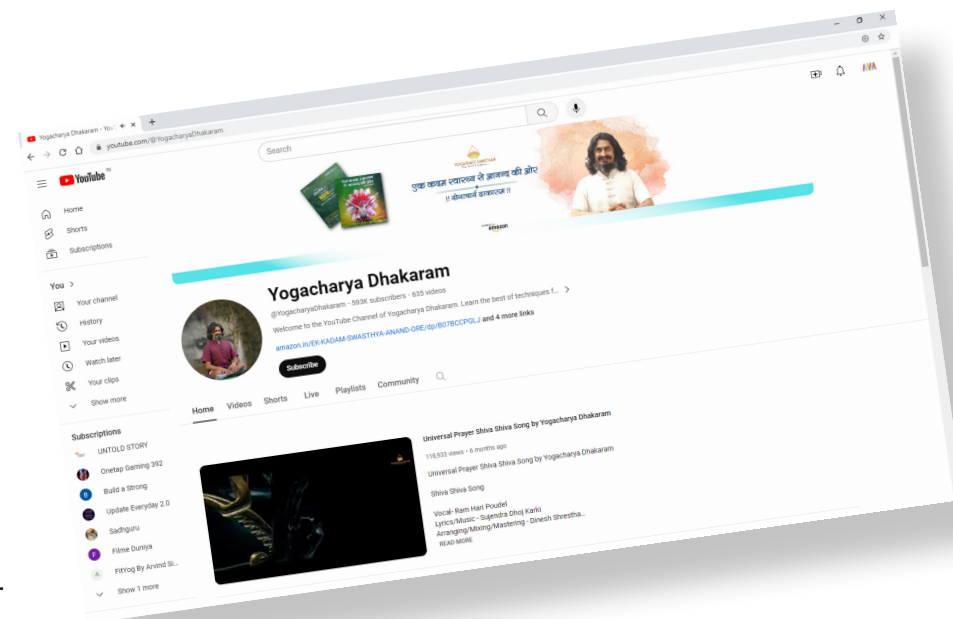 Yogacharya Dhakaram - You
youtube.com/@YogacharyaDhakaram
YouTube IN
Search
Home
Shorts
Subscriptions
You
Your channel
History
Your videos
Watch later
Your clips
Show more
Subscriptions
UNTOLD STORY
Onetap Gaming 392
B
Build a Strong
Update Everyday 2.0
Sadhguru
F
Filme Duniya
A
FitYog By Arvind Si...
Show 1 more
एक कदम स्वास्थ्य से आनन्द की ओर
!! योगाचार्य ढाकाराम !!
amazon
Yogacharya Dhakaram
@YogacharyaDhakaram • 593K subscribers • 635 videos
Welcome to the YouTube Channel of Yogacharya Dhakaram. Learn the best of techniques f...
amazon.in/EK-KADAM-SWASTHYA-ANAND-ORE/dp/B07BCCPGLJ and 4 more links
Subscribe
Home Videos Shorts Live Playlists Community
Universal Prayer Shiva Shiva Song by Yogacharya Dhakaram
118,933 views • 6 months ago
Universal Prayer Shiva Shiva Song by Yogacharya Dhakaram
Shiva Shiva Song
Vocal- Ram Hari Poudel
Lyrics/Music - Sujendra Dhoj Karki
Arranging/Mixing/Mastering - Dinesh Shrestha...
READ MORE